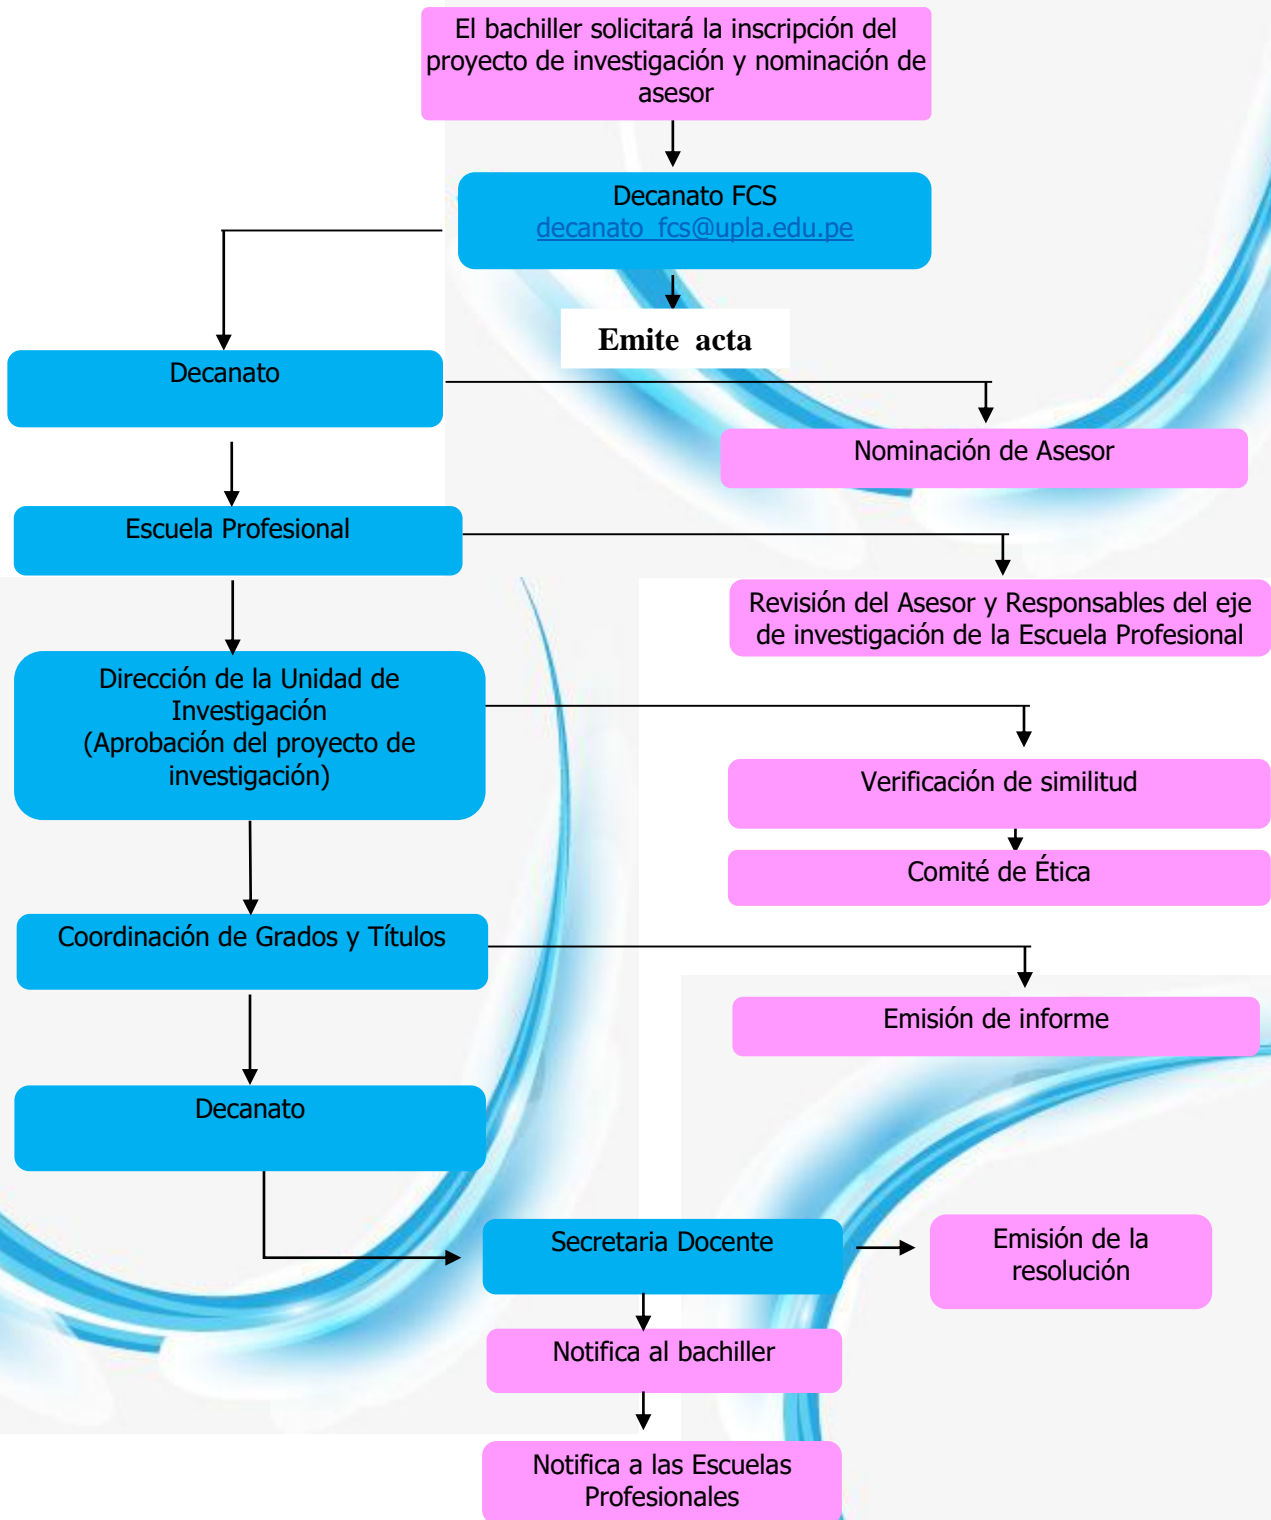 El bachiller solicitará la inscripción del
proyecto de investigación y nominación de
asesor
Decanato FCS
decanato_fcs@upla.edu.pe
Emite acta
Decanato
Nominación de Asesor
Escuela Profesional
Revisión del Asesor y Responsables del eje
de investigación de la Escuela Profesional
Dirección de la Unidad de
Investigación
(Aprobación del proyecto de
investigación)
Verificación de similitud
Comité de Ética
Coordinación de Grados y Títulos
Emisión de informe
Decanato
Secretaria Docente
Emisión de la
resolución
Notifica al bachiller
Notifica a las Escuelas
Profesionales